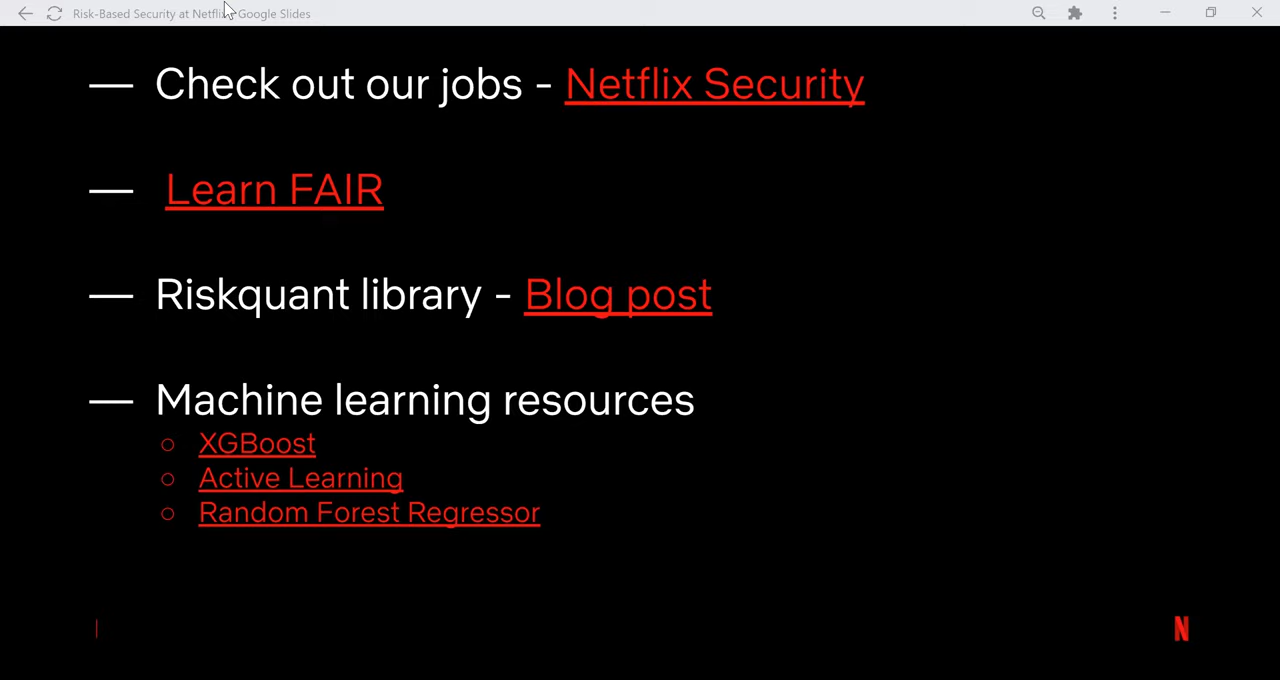 Risk-Based Security at Netflix - Google Slides
— Check out our jobs - Netflix Security
— Learn FAIR
— Riskquant library - Blog post
— Machine learning resources
○ XGBoost
○ Active Learning
○ Random Forest Regressor
N